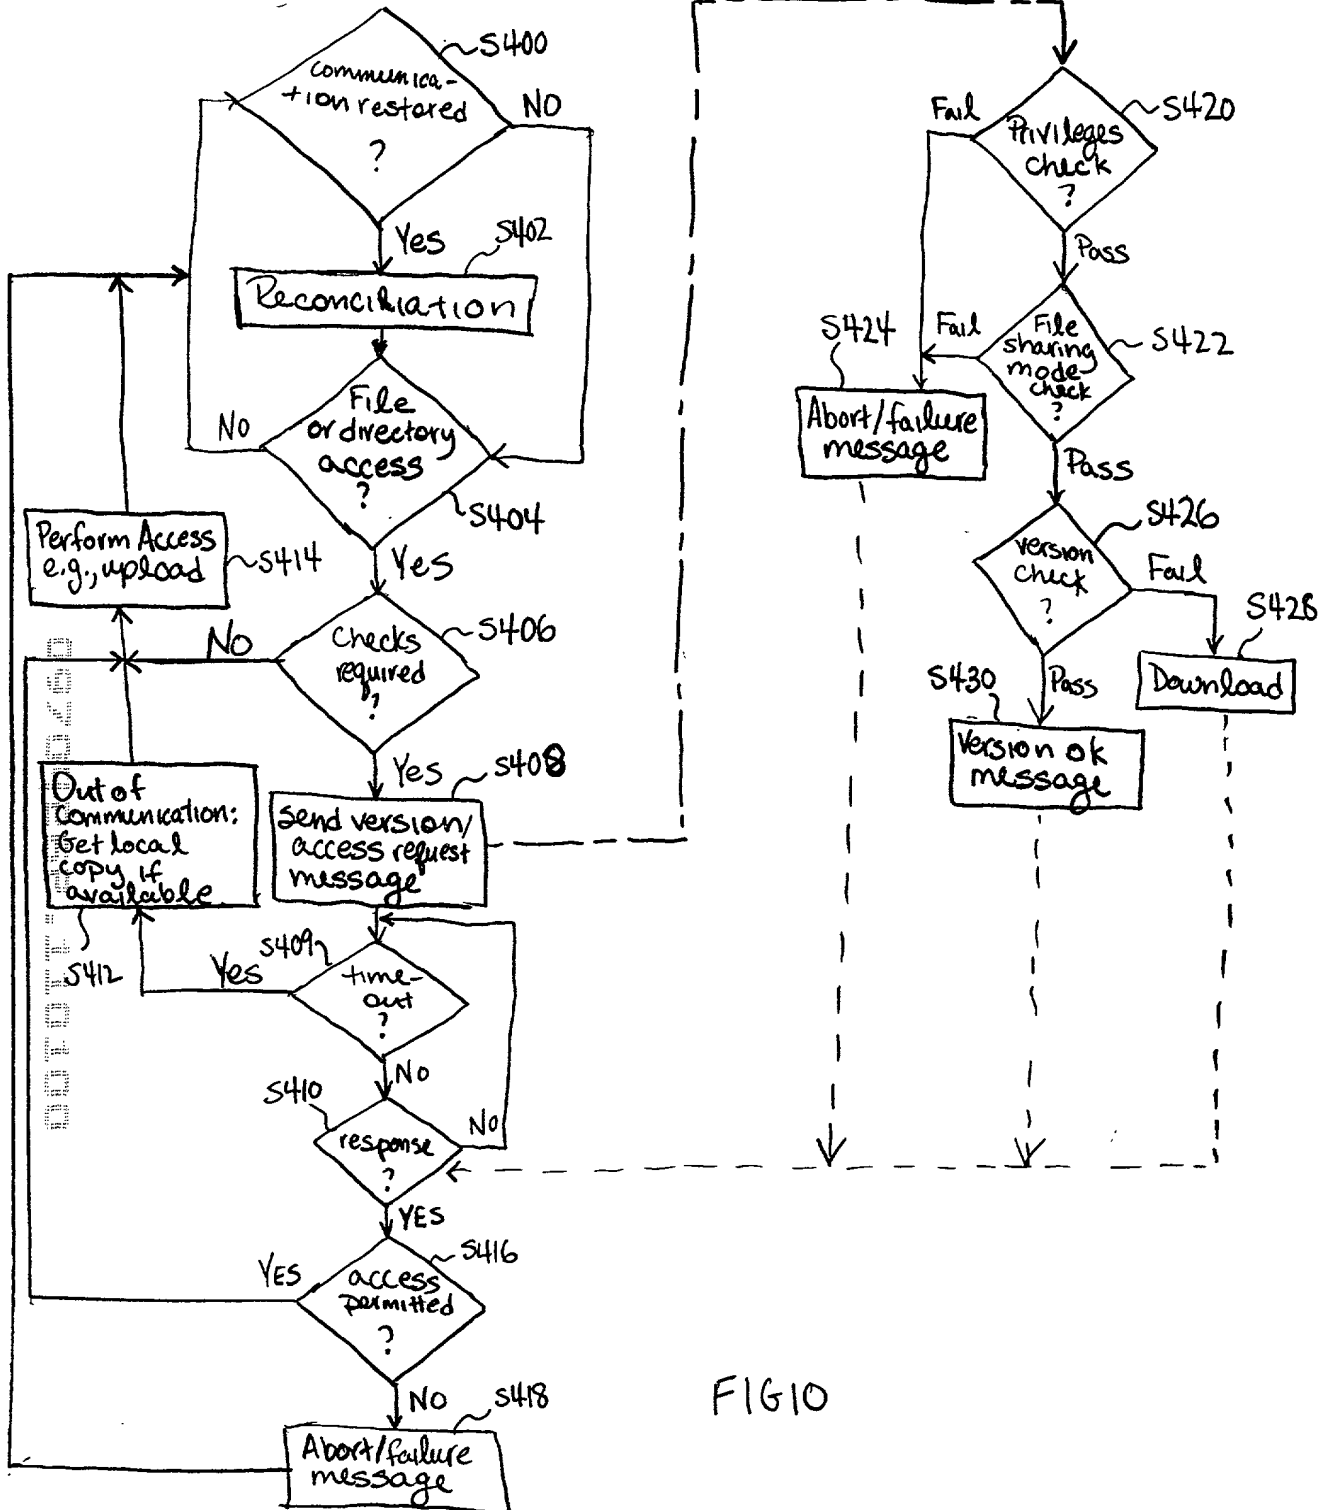 S400
communica-
tion restored
?
NO
Yes
S402
Reconciliation
File
or directory
access
?
No
S404
Yes
Perform Access
e.g., upload
S414
Checks
required
?
S406
No
Yes
S408
Send version/
access request
message
Out of
communication:
Get local
copy if
available
S412
S409
time-
out
?
Yes
No
S410
response
?
No
YES
S416
access
permitted
?
YES
NO
S418
Abort/failure
message
S420
Privileges
check
?
Fail
Pass
S422
File
sharing
mode
check
?
Fail
S424
Abort/failure
message
Pass
S426
version
check
?
Fail
S428
Download
Pass
S430
Version ok
message
FIG10